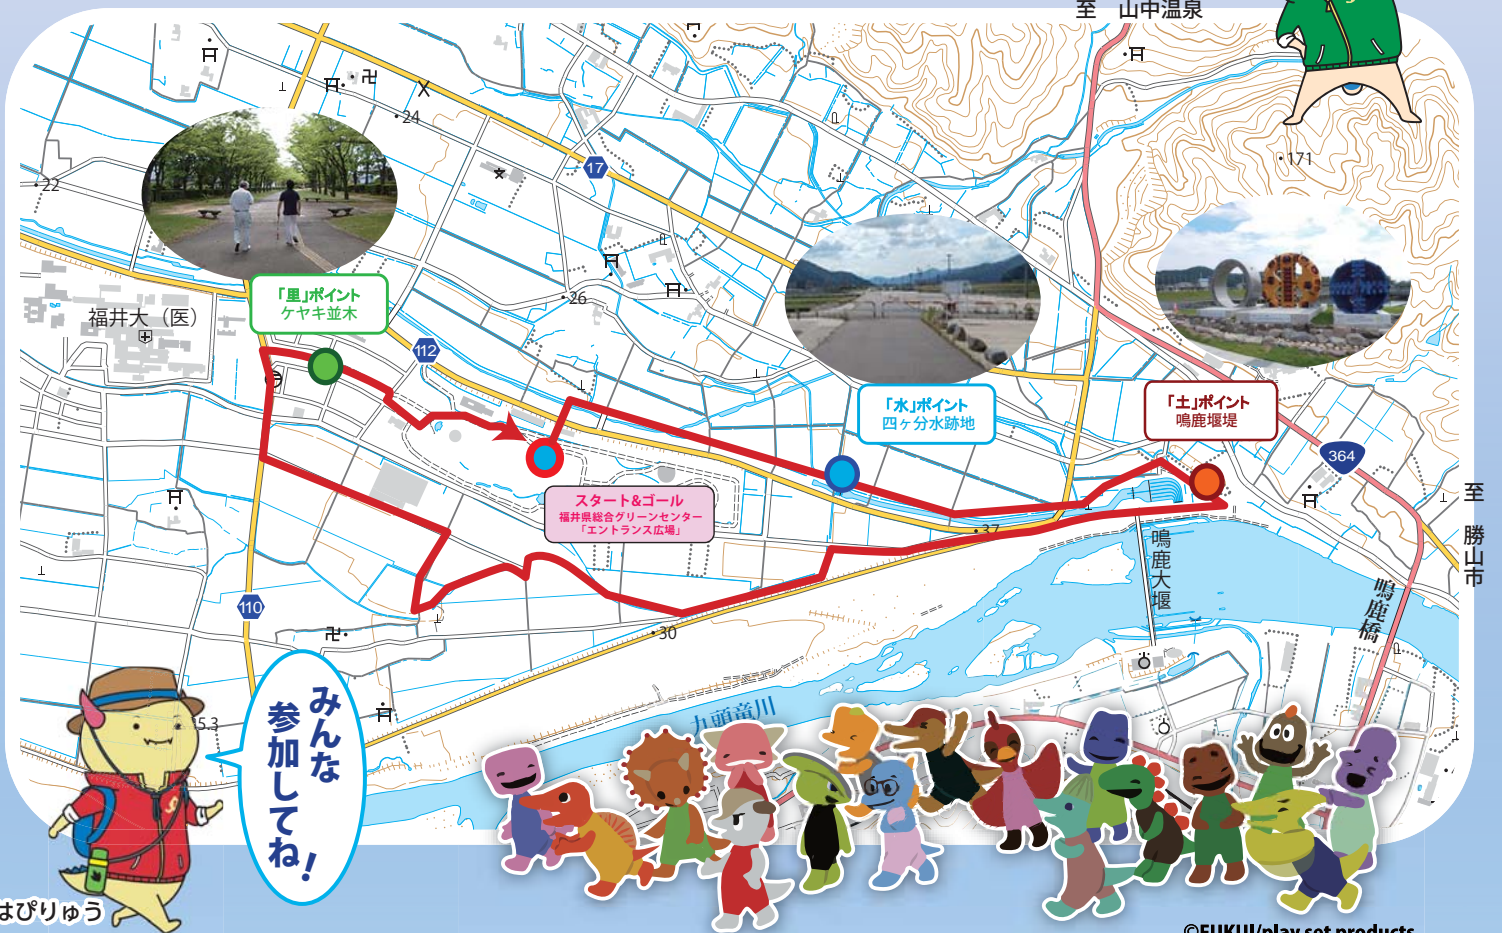 至 山中温泉
・171
・24
・22
17
「里」ポイント
ケヤキ並木
福井大（医）
・26
112
「水」ポイント
四ヶ分水跡地
「土」ポイント
鳴鹿堰堤
364
スタート&ゴール
福井県総合グリーンセンター
「エントランス広場」
至 勝山市
・37
鳴鹿大堰
鳴鹿橋
110
・30
九頭竜川
みんな
参加してね！
はぴりゅう
©FUKUI/play set products